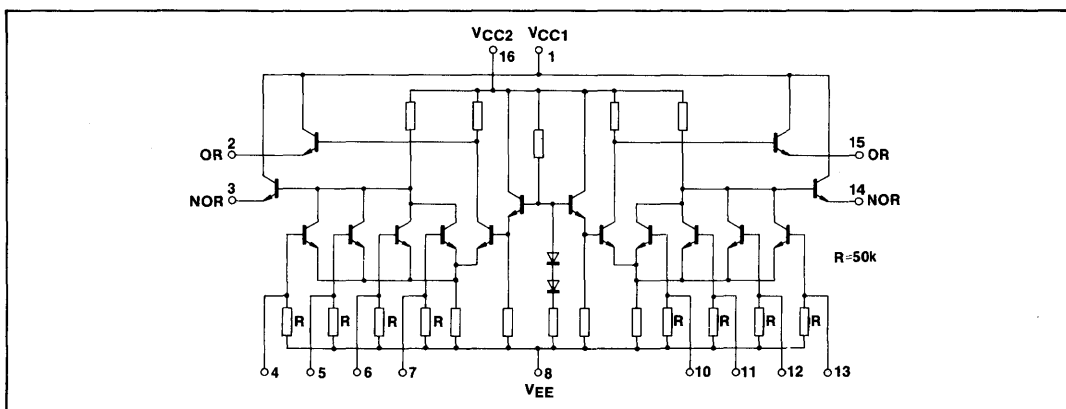 VCC2 VCC1
16 1
2 15
OR OR
3 14
NOR NOR
R=50k
R R R R R R R R
4 5 6 7 8 10 11 12 13
VEE